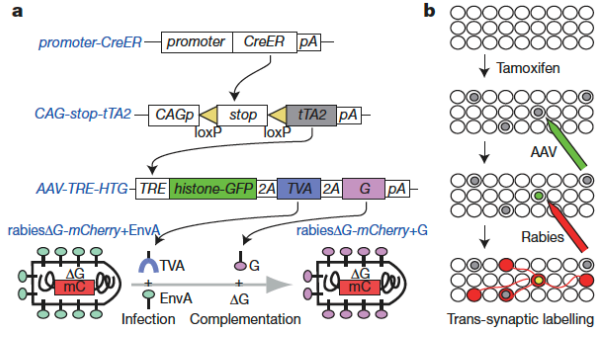 a
promoter-CreER
promoter CreER pA
CAG-stop-tTA2
CAGp stop tTA2 pA
loxP loxP
AAV-TRE-HTG
TRE histone-GFP 2A TVA 2A G pA
rabiesΔG-mCherry+EnvA
rabiesΔG-mCherry+G
ΔG
mC
TVA
+
EnvA
Infection
G
+
ΔG
Complementation
ΔG
mC
b
Tamoxifen
AAV
Rabies
Trans-synaptic labelling